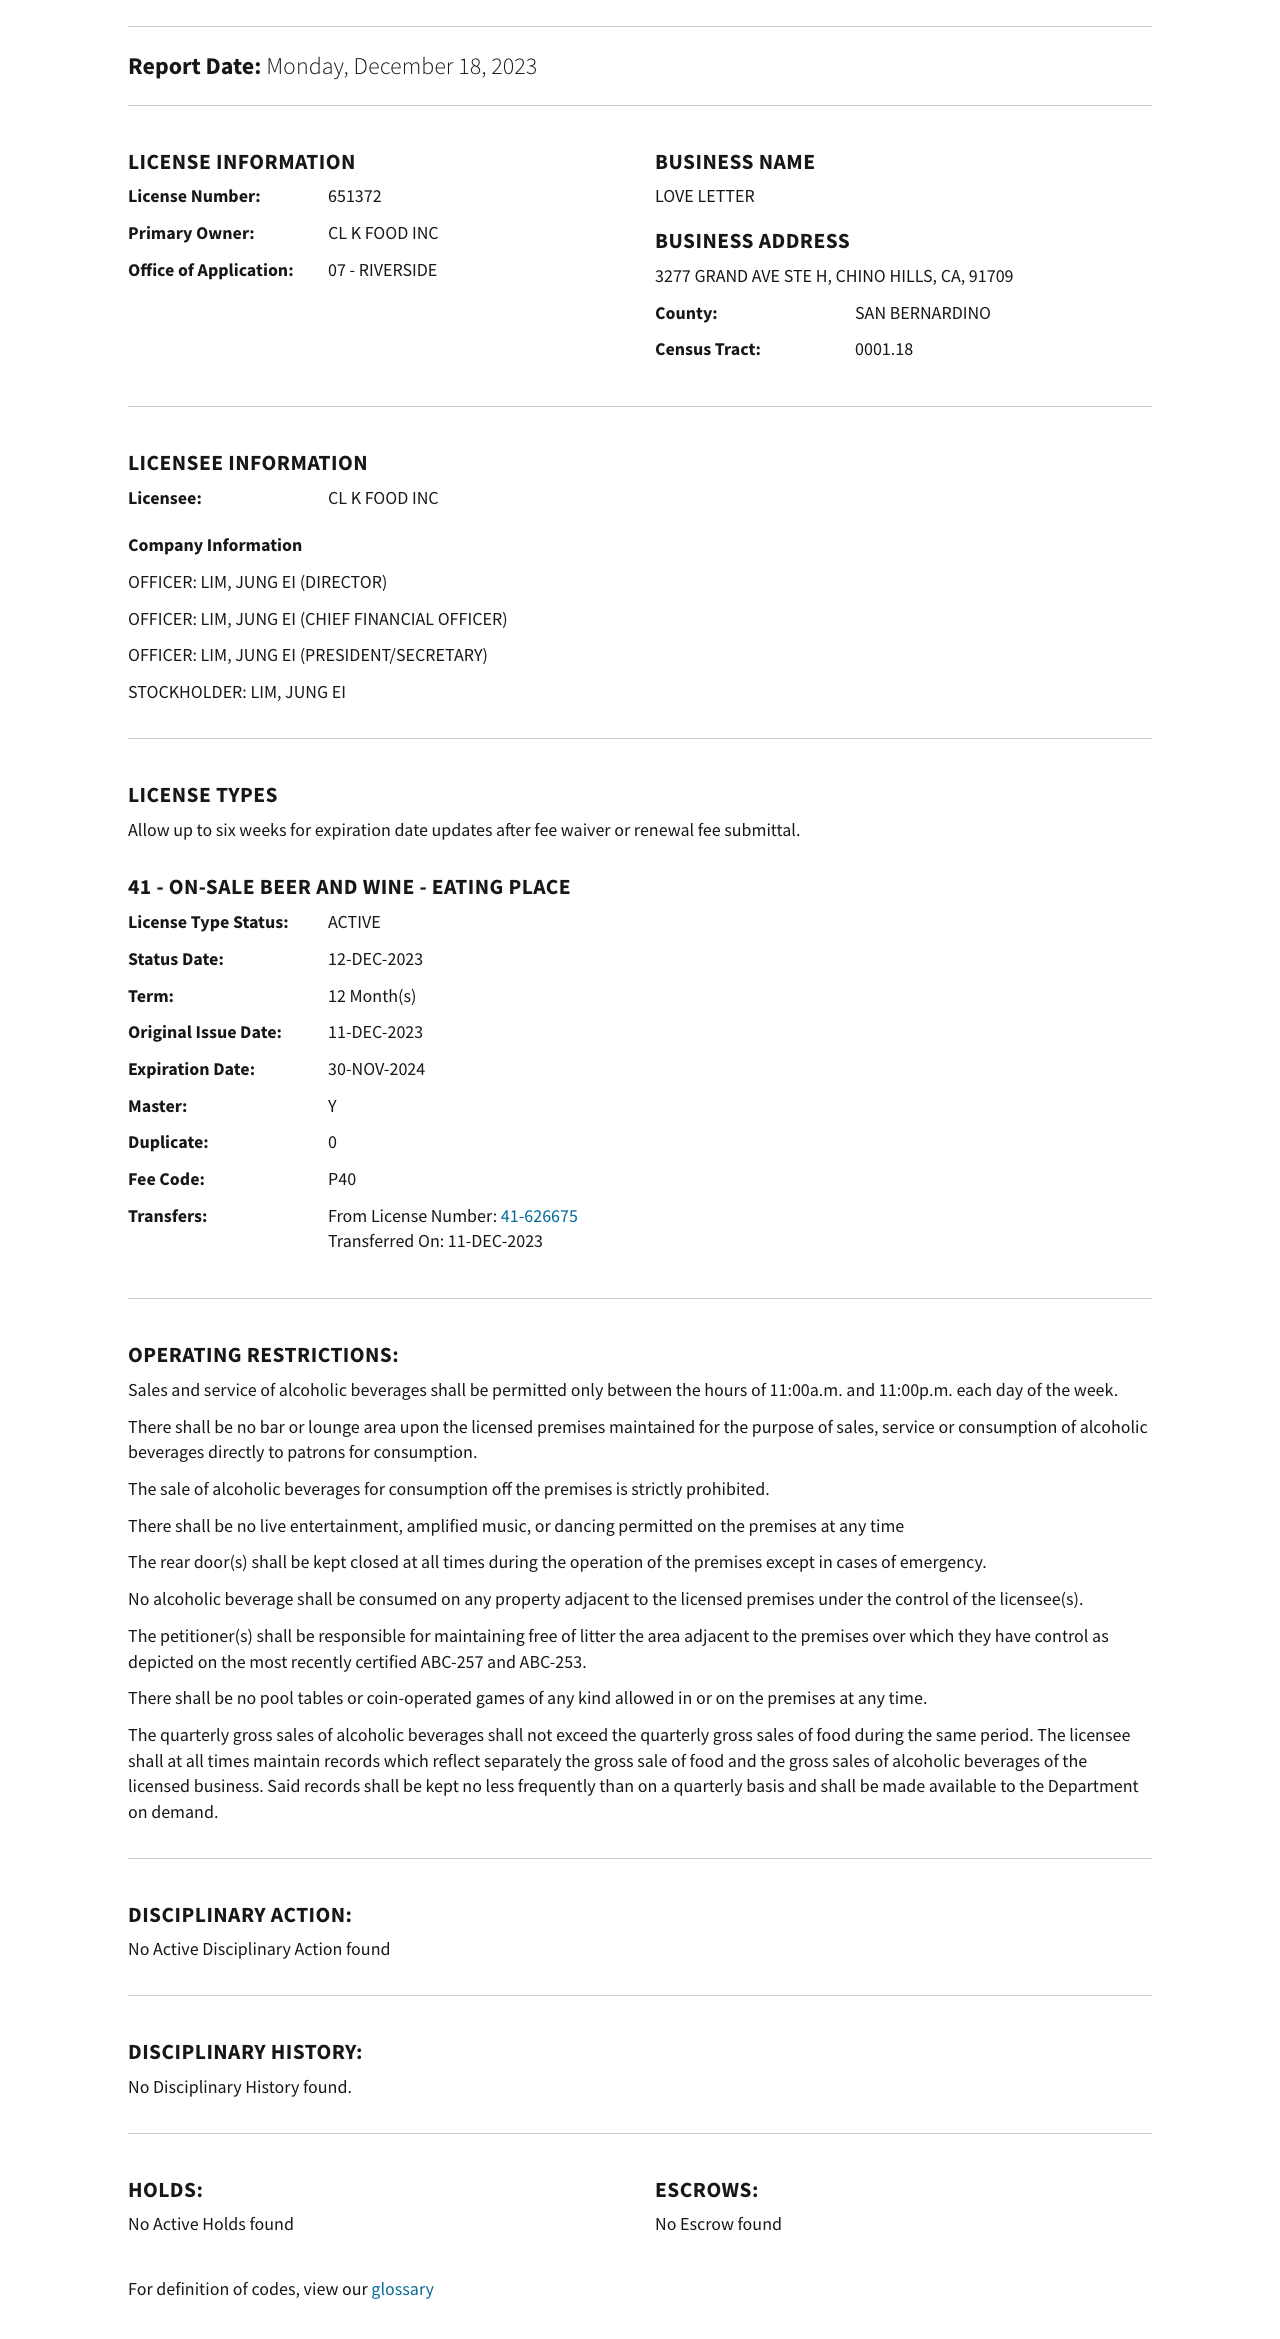 Report Date: Monday, December 18, 2023
LICENSE INFORMATION
License Number: 651372
Primary Owner: CL K FOOD INC
Office of Application: 07 - RIVERSIDE
BUSINESS NAME
LOVE LETTER
BUSINESS ADDRESS
3277 GRAND AVE STE H, CHINO HILLS, CA, 91709
County: SAN BERNARDINO
Census Tract: 0001.18
LICENSEE INFORMATION
Licensee: CL K FOOD INC
Company Information
OFFICER: LIM, JUNG EI (DIRECTOR)
OFFICER: LIM, JUNG EI (CHIEF FINANCIAL OFFICER)
OFFICER: LIM, JUNG EI (PRESIDENT/SECRETARY)
STOCKHOLDER: LIM, JUNG EI
LICENSE TYPES
Allow up to six weeks for expiration date updates after fee waiver or renewal fee submittal.
41 - ON-SALE BEER AND WINE - EATING PLACE
License Type Status: ACTIVE
Status Date: 12-DEC-2023
Term: 12 Month(s)
Original Issue Date: 11-DEC-2023
Expiration Date: 30-NOV-2024
Master: Y
Duplicate: 0
Fee Code: P40
Transfers: From License Number: 41-626675
Transferred On: 11-DEC-2023
OPERATING RESTRICTIONS:
Sales and service of alcoholic beverages shall be permitted only between the hours of 11:00a.m. and 11:00p.m. each day of the week.
There shall be no bar or lounge area upon the licensed premises maintained for the purpose of sales, service or consumption of alcoholic
beverages directly to patrons for consumption.
The sale of alcoholic beverages for consumption off the premises is strictly prohibited.
There shall be no live entertainment, amplified music, or dancing permitted on the premises at any time
The rear door(s) shall be kept closed at all times during the operation of the premises except in cases of emergency.
No alcoholic beverage shall be consumed on any property adjacent to the licensed premises under the control of the licensee(s).
The petitioner(s) shall be responsible for maintaining free of litter the area adjacent to the premises over which they have control as
depicted on the most recently certified ABC-257 and ABC-253.
There shall be no pool tables or coin-operated games of any kind allowed in or on the premises at any time.
The quarterly gross sales of alcoholic beverages shall not exceed the quarterly gross sales of food during the same period. The licensee
shall at all times maintain records which reflect separately the gross sale of food and the gross sales of alcoholic beverages of the
licensed business. Said records shall be kept no less frequently than on a quarterly basis and shall be made available to the Department
on demand.
DISCIPLINARY ACTION:
No Active Disciplinary Action found
DISCIPLINARY HISTORY:
No Disciplinary History found.
HOLDS:
No Active Holds found
ESCROWS:
No Escrow found
For definition of codes, view our glossary